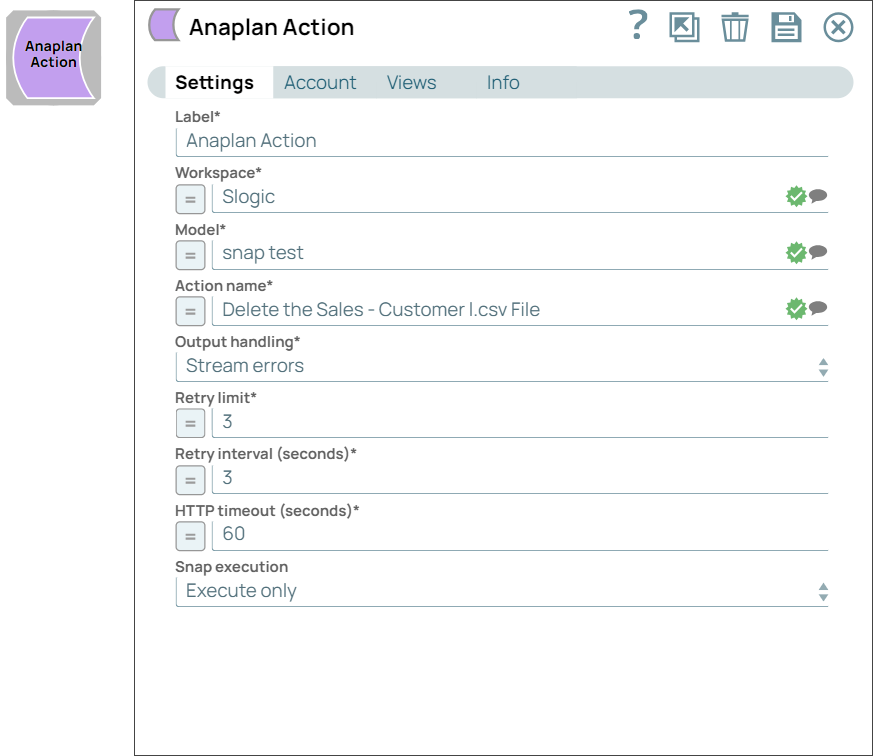 Anaplan
Action
Anaplan Action
?
Settings Account Views Info
Label*
Anaplan Action
Workspace*
= Slogic
Model*
= snap test
Action name*
= Delete the Sales - Customer l.csv File
Output handling*
Stream errors
Retry limit*
= 3
Retry interval (seconds)*
= 3
HTTP timeout (seconds)*
= 60
Snap execution
Execute only